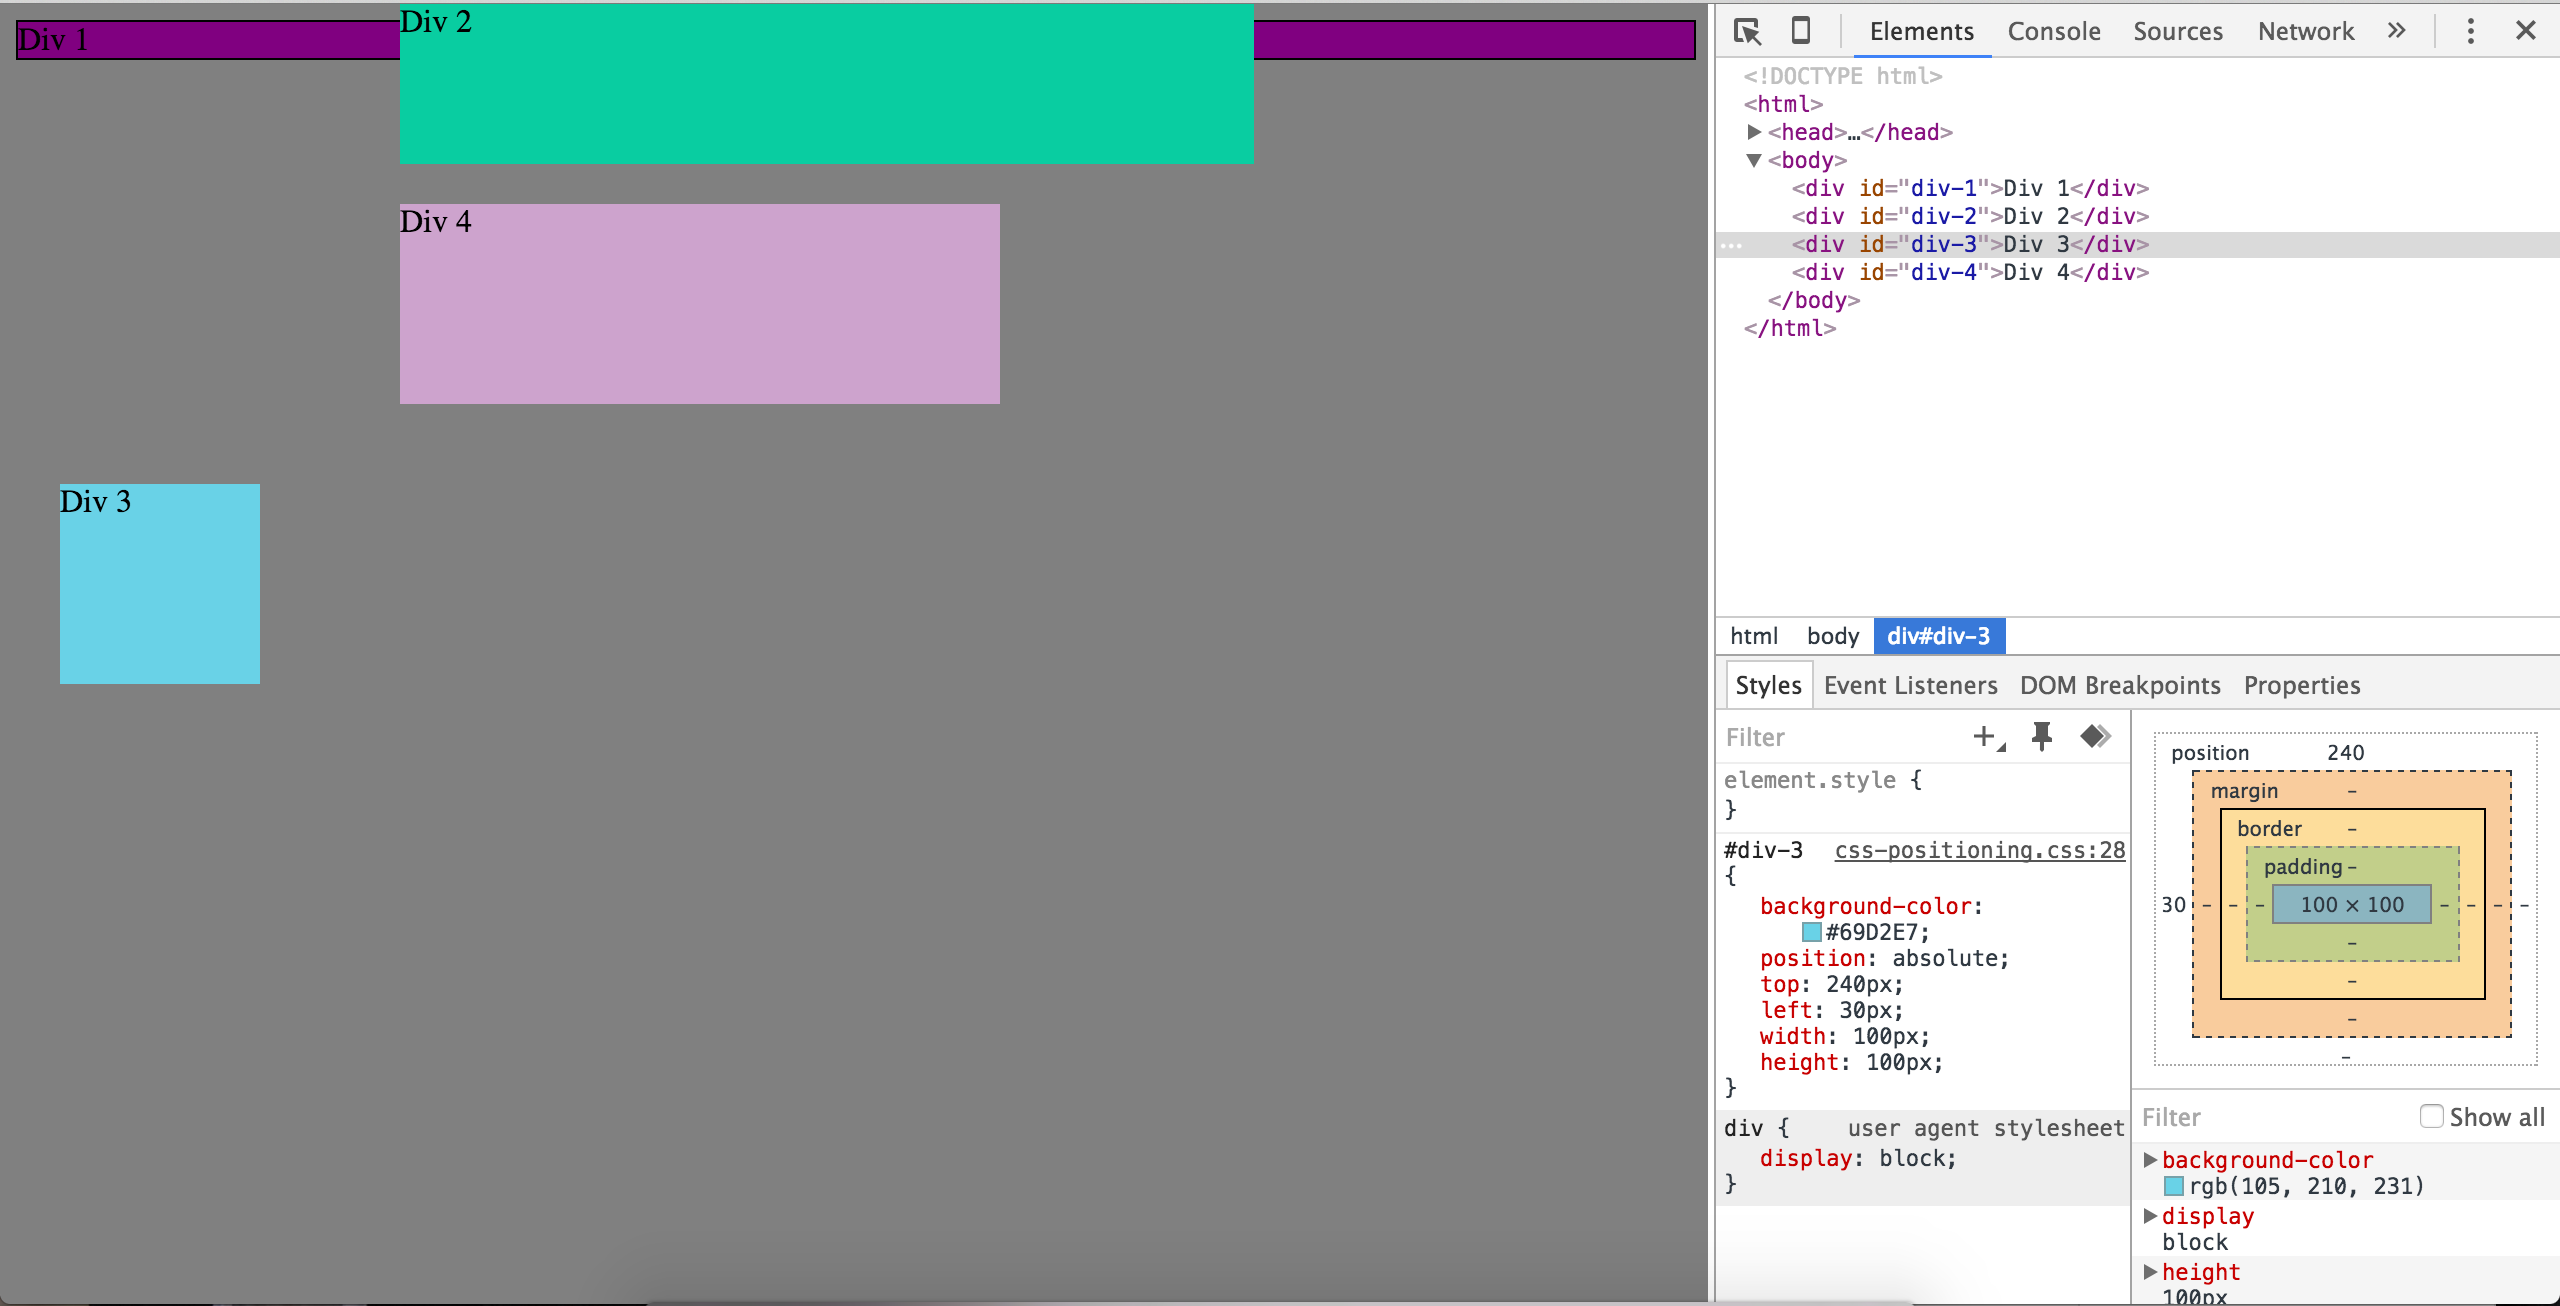 Div 1
Div 2
Div 4
Div 3
Elements Console Sources Network »
<!DOCTYPE html>
<html>
<head>…</head>
<body>
<div id="div-1">Div 1</div>
<div id="div-2">Div 2</div>
<div id="div-3">Div 3</div>
<div id="div-4">Div 4</div>
</body>
</html>
html body div#div-3
Styles Event Listeners DOM Breakpoints Properties
Filter
element.style {
}
#div-3 css-positioning.css:28
{
background-color:
#69D2E7;
position: absolute;
top: 240px;
left: 30px;
width: 100px;
height: 100px;
}
div { user agent stylesheet
display: block;
}
position 240
margin –
border –
padding –
30 – – – 100 × 100 – – – –
–
–
–
–
Filter Show all
background-color
rgb(105, 210, 231)
display
block
height
100px